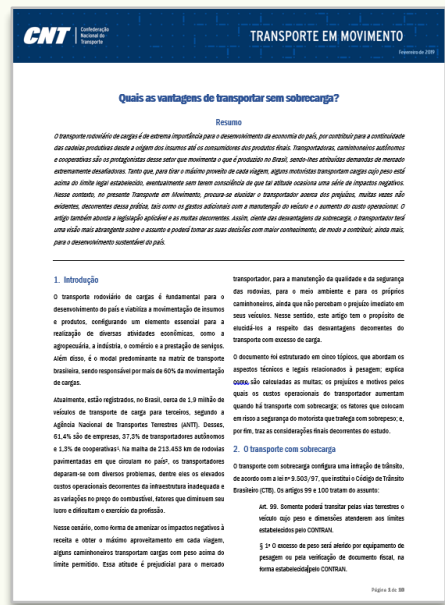 CNT
Confederação
Nacional do
Transporte
TRANSPORTE EM MOVIMENTO
Fevereiro de 2019
Quais as vantagens de transportar sem sobrecarga?
Resumo
O transporte rodoviário de cargas é de extrema importância para o desenvolvimento da economia do país, por contribuir para a continuidade
das cadeias produtivas desde a origem dos insumos até os consumidores dos produtos finais. Transportadoras, caminhoneiros autônomos
e cooperativas são os protagonistas desse setor que movimenta o que é produzido no Brasil, sendo-lhes atribuídas demandas de mercado
extremamente desafiadoras. Tanto que, para tirar o máximo proveito de cada viagem, alguns motoristas transportam cargas cujo peso está
acima do limite legal estabelecido, eventualmente sem terem consciência de que tal atitude ocasiona uma série de impactos negativos.
Nesse contexto, no presente Transporte em Movimento, procura-se elucidar o transportador acerca dos prejuízos, muitas vezes não
evidentes, decorrentes dessa prática, tais como os gastos adicionais com a manutenção do veículo e o aumento do custo operacional. O
artigo também aborda a legislação aplicável e as multas decorrentes. Assim, ciente das desvantagens da sobrecarga, o transportador terá
uma visão mais abrangente sobre o assunto e poderá tomar as suas decisões com maior conhecimento, de modo a contribuir, ainda mais,
para o desenvolvimento sustentável do país.
1. Introdução
O transporte rodoviário de cargas é fundamental para o
desenvolvimento do país e viabiliza a movimentação de insumos
e produtos, configurando um elemento essencial para a
realização de diversas atividades econômicas, como a
agropecuária, a indústria, o comércio e a prestação de serviços.
Além disso, é o modal predominante na matriz de transporte
brasileira, sendo responsável por mais de 60% da movimentação
de cargas.
Atualmente, estão registrados, no Brasil, cerca de 1,9 milhão de
veículos de transporte de carga para terceiros, segundo a
Agência Nacional de Transportes Terrestres (ANTT). Desses,
61,4% são de empresas, 37,3% de transportadores autônomos
e 1,3% de cooperativas¹. Na malha de 213.453 km de rodovias
pavimentadas em que circulam no país², os transportadores
deparam-se com diversos problemas, dentre eles os elevados
custos operacionais decorrentes da infraestrutura inadequada e
as variações no preço do combustível, fatores que diminuem seu
lucro e dificultam o exercício da profissão.
Nesse cenário, como forma de amenizar os impactos negativos à
receita e obter o máximo aproveitamento em cada viagem,
alguns caminhoneiros transportam cargas com peso acima do
limite permitido. Essa atitude é prejudicial para o mercado
transportador, para a manutenção da qualidade e da segurança
das rodovias, para o meio ambiente e para os próprios
caminhoneiros, ainda que não percebam o prejuízo imediato em
seus veículos. Nesse sentido, este artigo tem o propósito de
elucidá-los a respeito das desvantagens decorrentes do
transporte com excesso de carga.
O documento foi estruturado em cinco tópicos, que abordam os
aspectos técnicos e legais relacionados à pesagem; explica
como são calculadas as multas; os prejuízos e motivos pelos
quais os custos operacionais do transportador aumentam
quando há transporte com sobrecarga; os fatores que colocam
em risco a segurança do motorista que trafega com sobrepeso; e,
por fim, traz as considerações finais decorrentes do estudo.
2. O transporte com sobrecarga
O transporte com sobrecarga configura uma infração de trânsito,
de acordo com a lei nº 9.503/97, que institui o Código de Trânsito
Brasileiro (CTB). Os artigos 99 e 100 tratam do assunto:
Art. 99. Somente poderá transitar pelas vias terrestres o
veículo cujo peso e dimensões atenderem aos limites
estabelecidos pelo CONTRAN.
§ 1º O excesso de peso será aferido por equipamento de
pesagem ou pela verificação de documento fiscal, na
forma estabelecida pelo CONTRAN.
Página 1 de 10